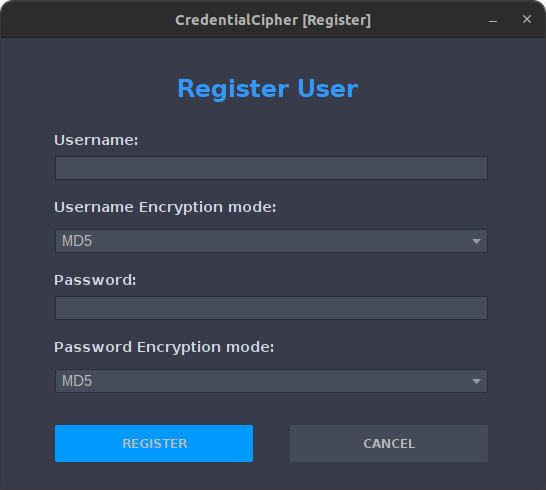 CredentialCipher [Register]
Register User
Username:
Username Encryption mode:
MD5
Password:
Password Encryption mode:
MD5
REGISTER CANCEL